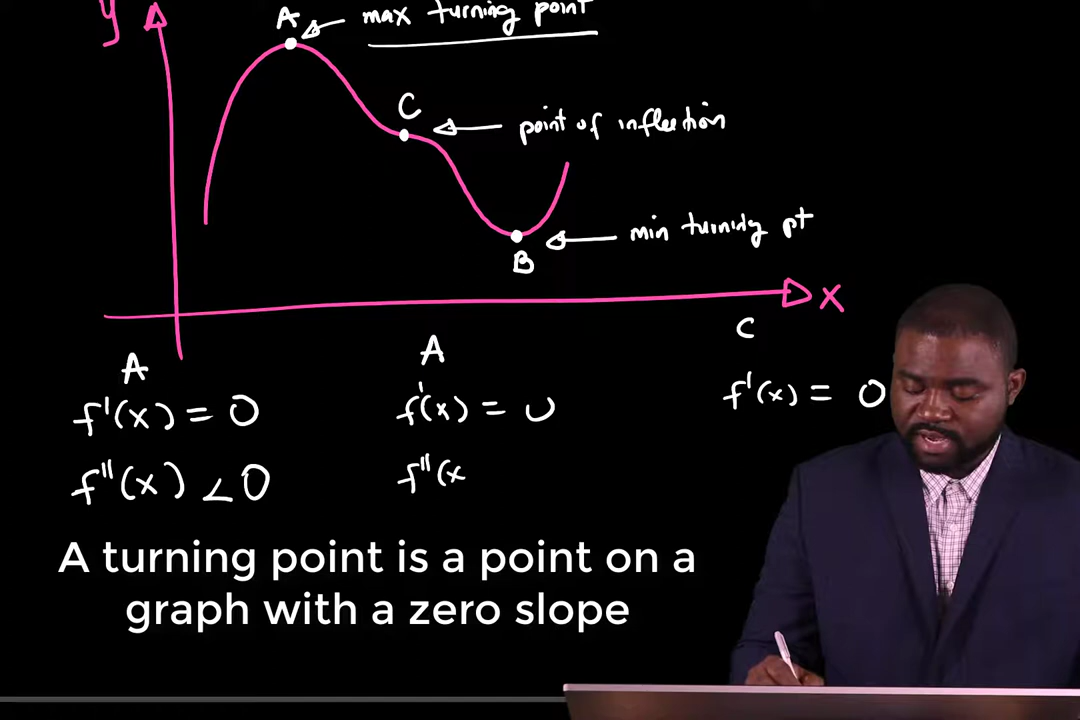 y
A
max turning point
C
point of inflection
min turning pt
B
x
A
f'(x) = 0
f''(x) < 0
A
f'(x) = 0
f''(x
C
f'(x) = 0
A turning point is a point on a
graph with a zero slope